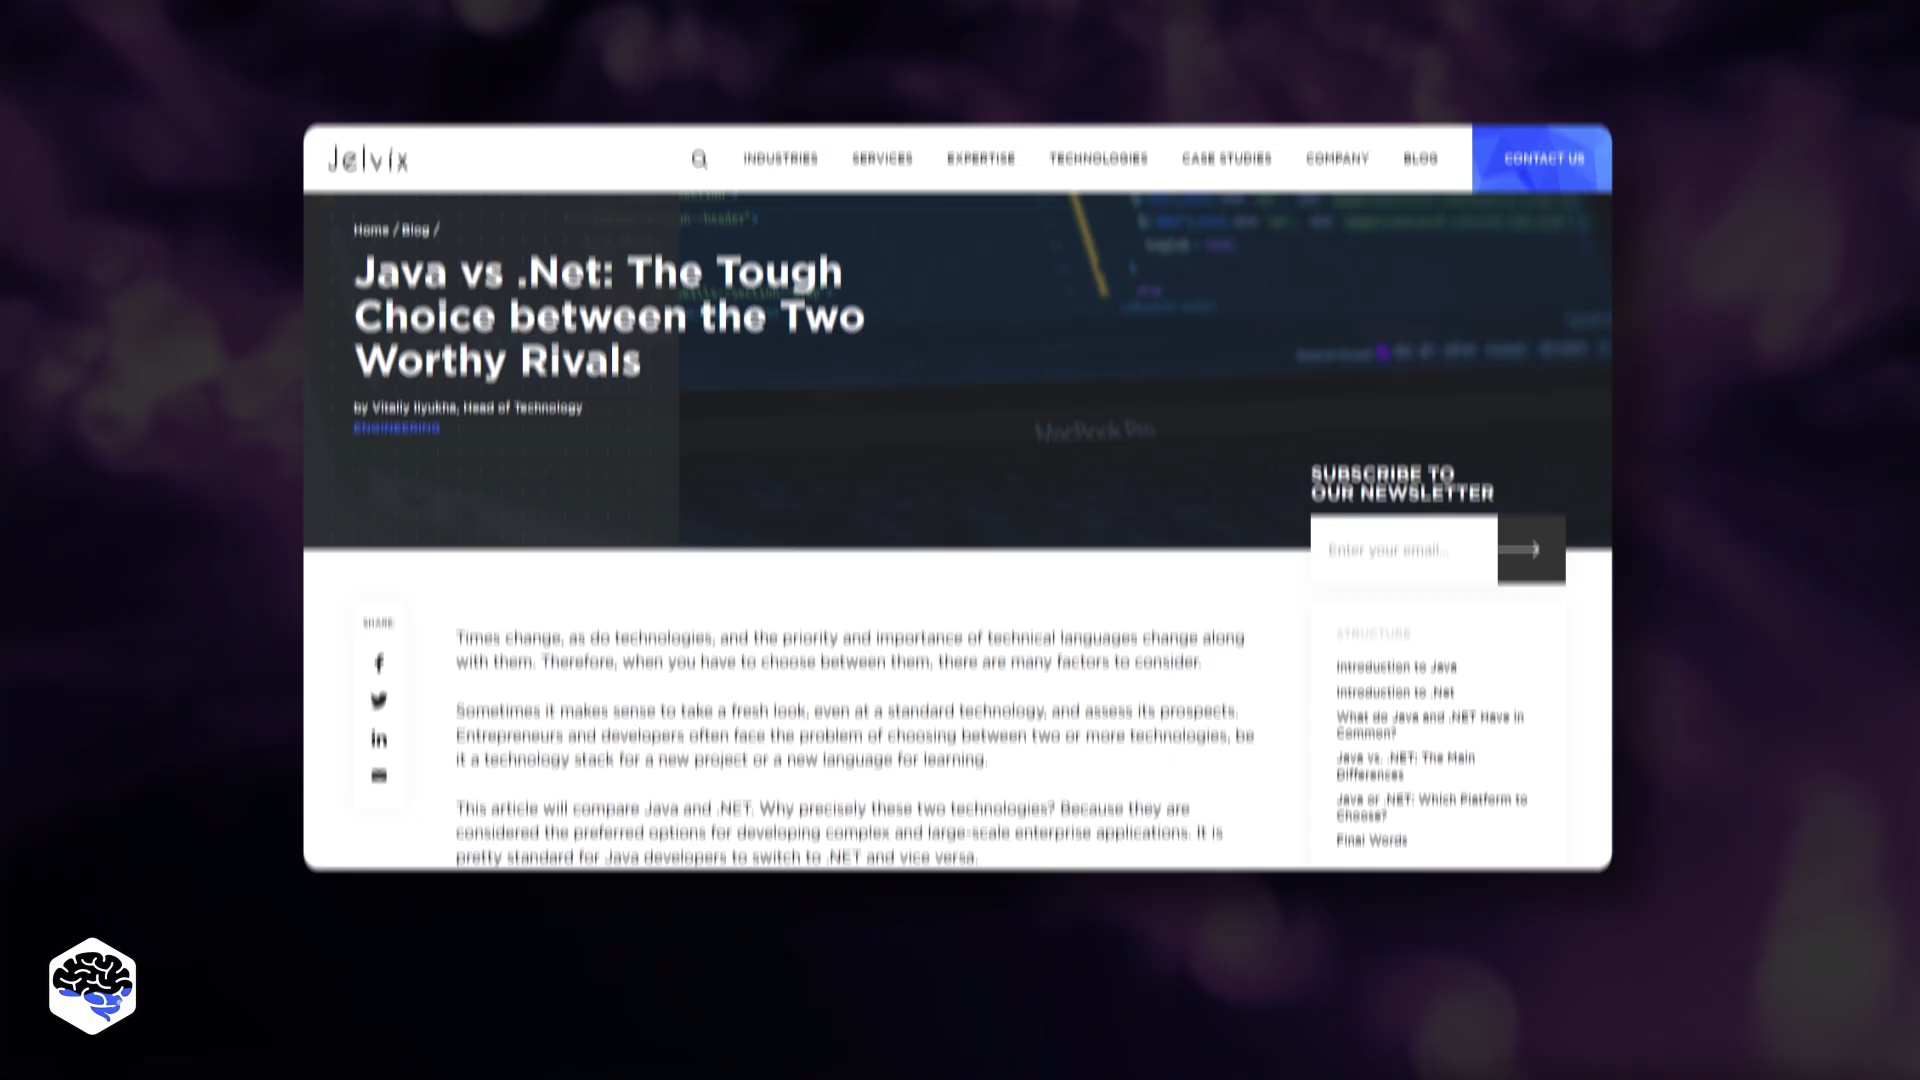 Jelvix
INDUSTRIES
SERVICES
EXPERTISE
TECHNOLOGIES
CASE STUDIES
COMPANY
BLOG
CONTACT US
Home / Blog /
Java vs .Net: The Tough
Choice between the Two
Worthy Rivals
by Vitaliy Ilyukha, Head of Technology
ENGINEERING
MacBook Pro
SUBSCRIBE TO
OUR NEWSLETTER
Enter your email...
SHARE:
Times change, as do technologies, and the priority and importance of technical languages change along
with them. Therefore, when you have to choose between them, there are many factors to consider.
Sometimes it makes sense to take a fresh look, even at a standard technology, and assess its prospects.
Entrepreneurs and developers often face the problem of choosing between two or more technologies, be
it a technology stack for a new project or a new language for learning.
This article will compare Java and .NET. Why precisely these two technologies? Because they are
considered the preferred options for developing complex and large-scale enterprise applications. It is
pretty standard for Java developers to switch to .NET and vice versa.
STRUCTURE
Introduction to Java
Introduction to .Net
What do Java and .NET Have in
Common?
Java vs. .NET: The Main
Differences
Java or .NET: Which Platform to
Choose?
Final Words